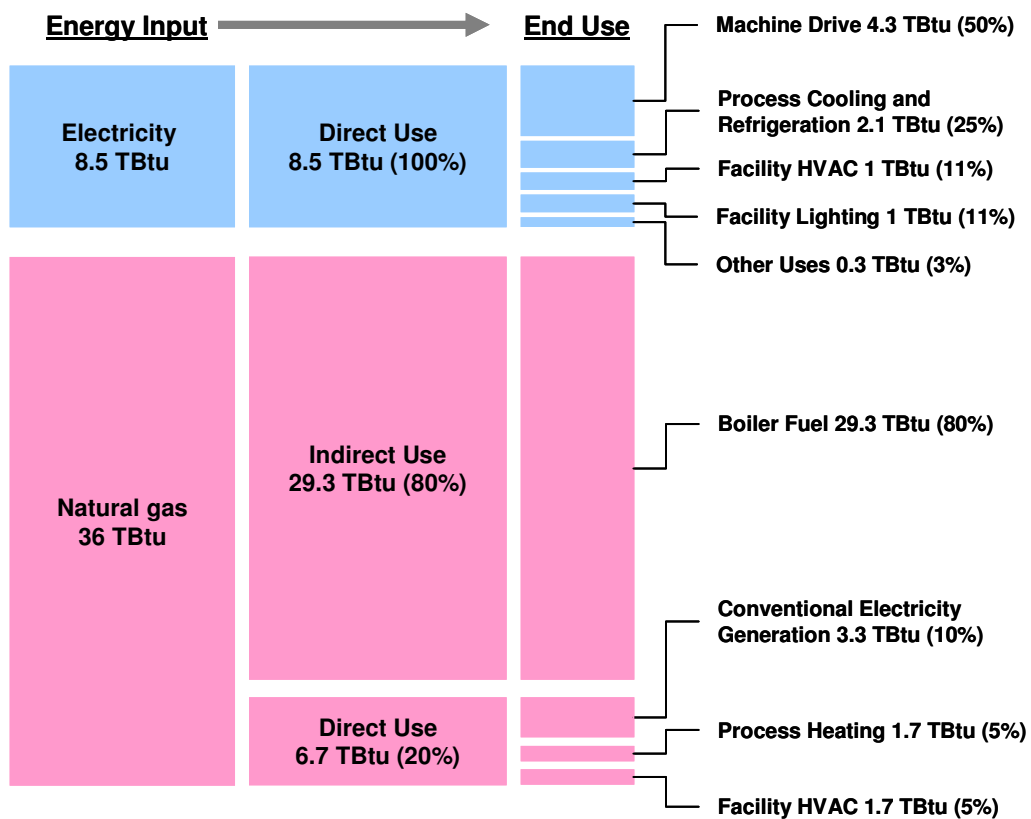 Energy Input
End Use
Electricity
8.5 TBtu
Direct Use
8.5 TBtu (100%)
Machine Drive 4.3 TBtu (50%)
Process Cooling and
Refrigeration 2.1 TBtu (25%)
Facility HVAC 1 TBtu (11%)
Facility Lighting 1 TBtu (11%)
Other Uses 0.3 TBtu (3%)
Natural gas
36 TBtu
Indirect Use
29.3 TBtu (80%)
Boiler Fuel 29.3 TBtu (80%)
Direct Use
6.7 TBtu (20%)
Conventional Electricity
Generation 3.3 TBtu (10%)
Process Heating 1.7 TBtu (5%)
Facility HVAC 1.7 TBtu (5%)